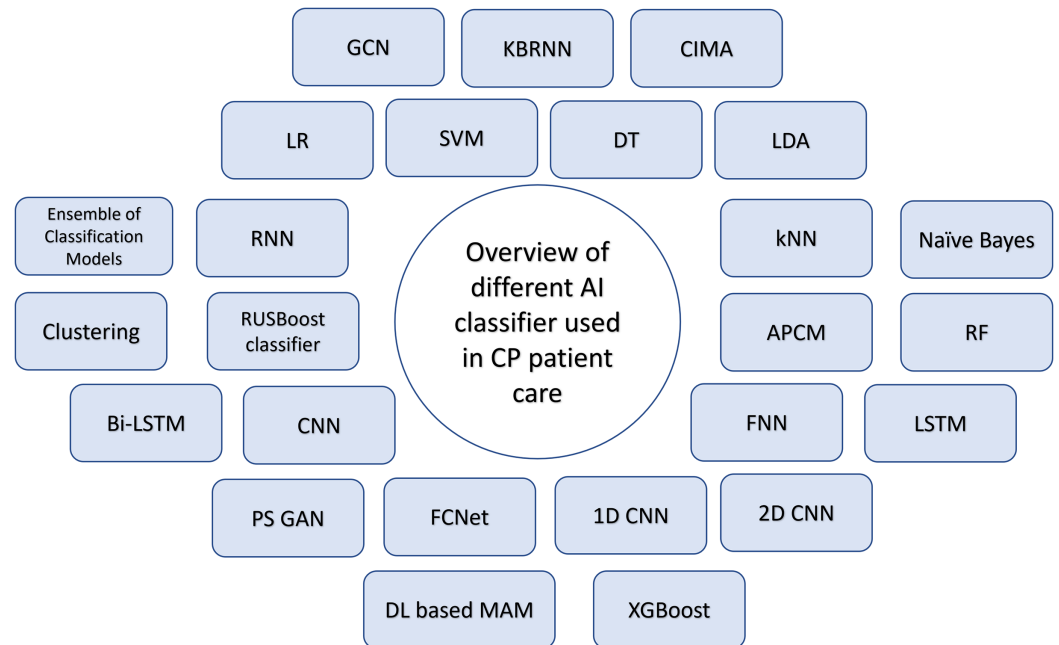 GCN
KBRNN
CIMA
LR
SVM
DT
LDA
Ensemble of
Classification
Models
RNN
kNN
Naïve Bayes
Overview of
different AI
classifier used
in CP patient
care
Clustering
RUSBoost
classifier
APCM
RF
Bi-LSTM
CNN
FNN
LSTM
PS GAN
FCNet
1D CNN
2D CNN
DL based MAM
XGBoost